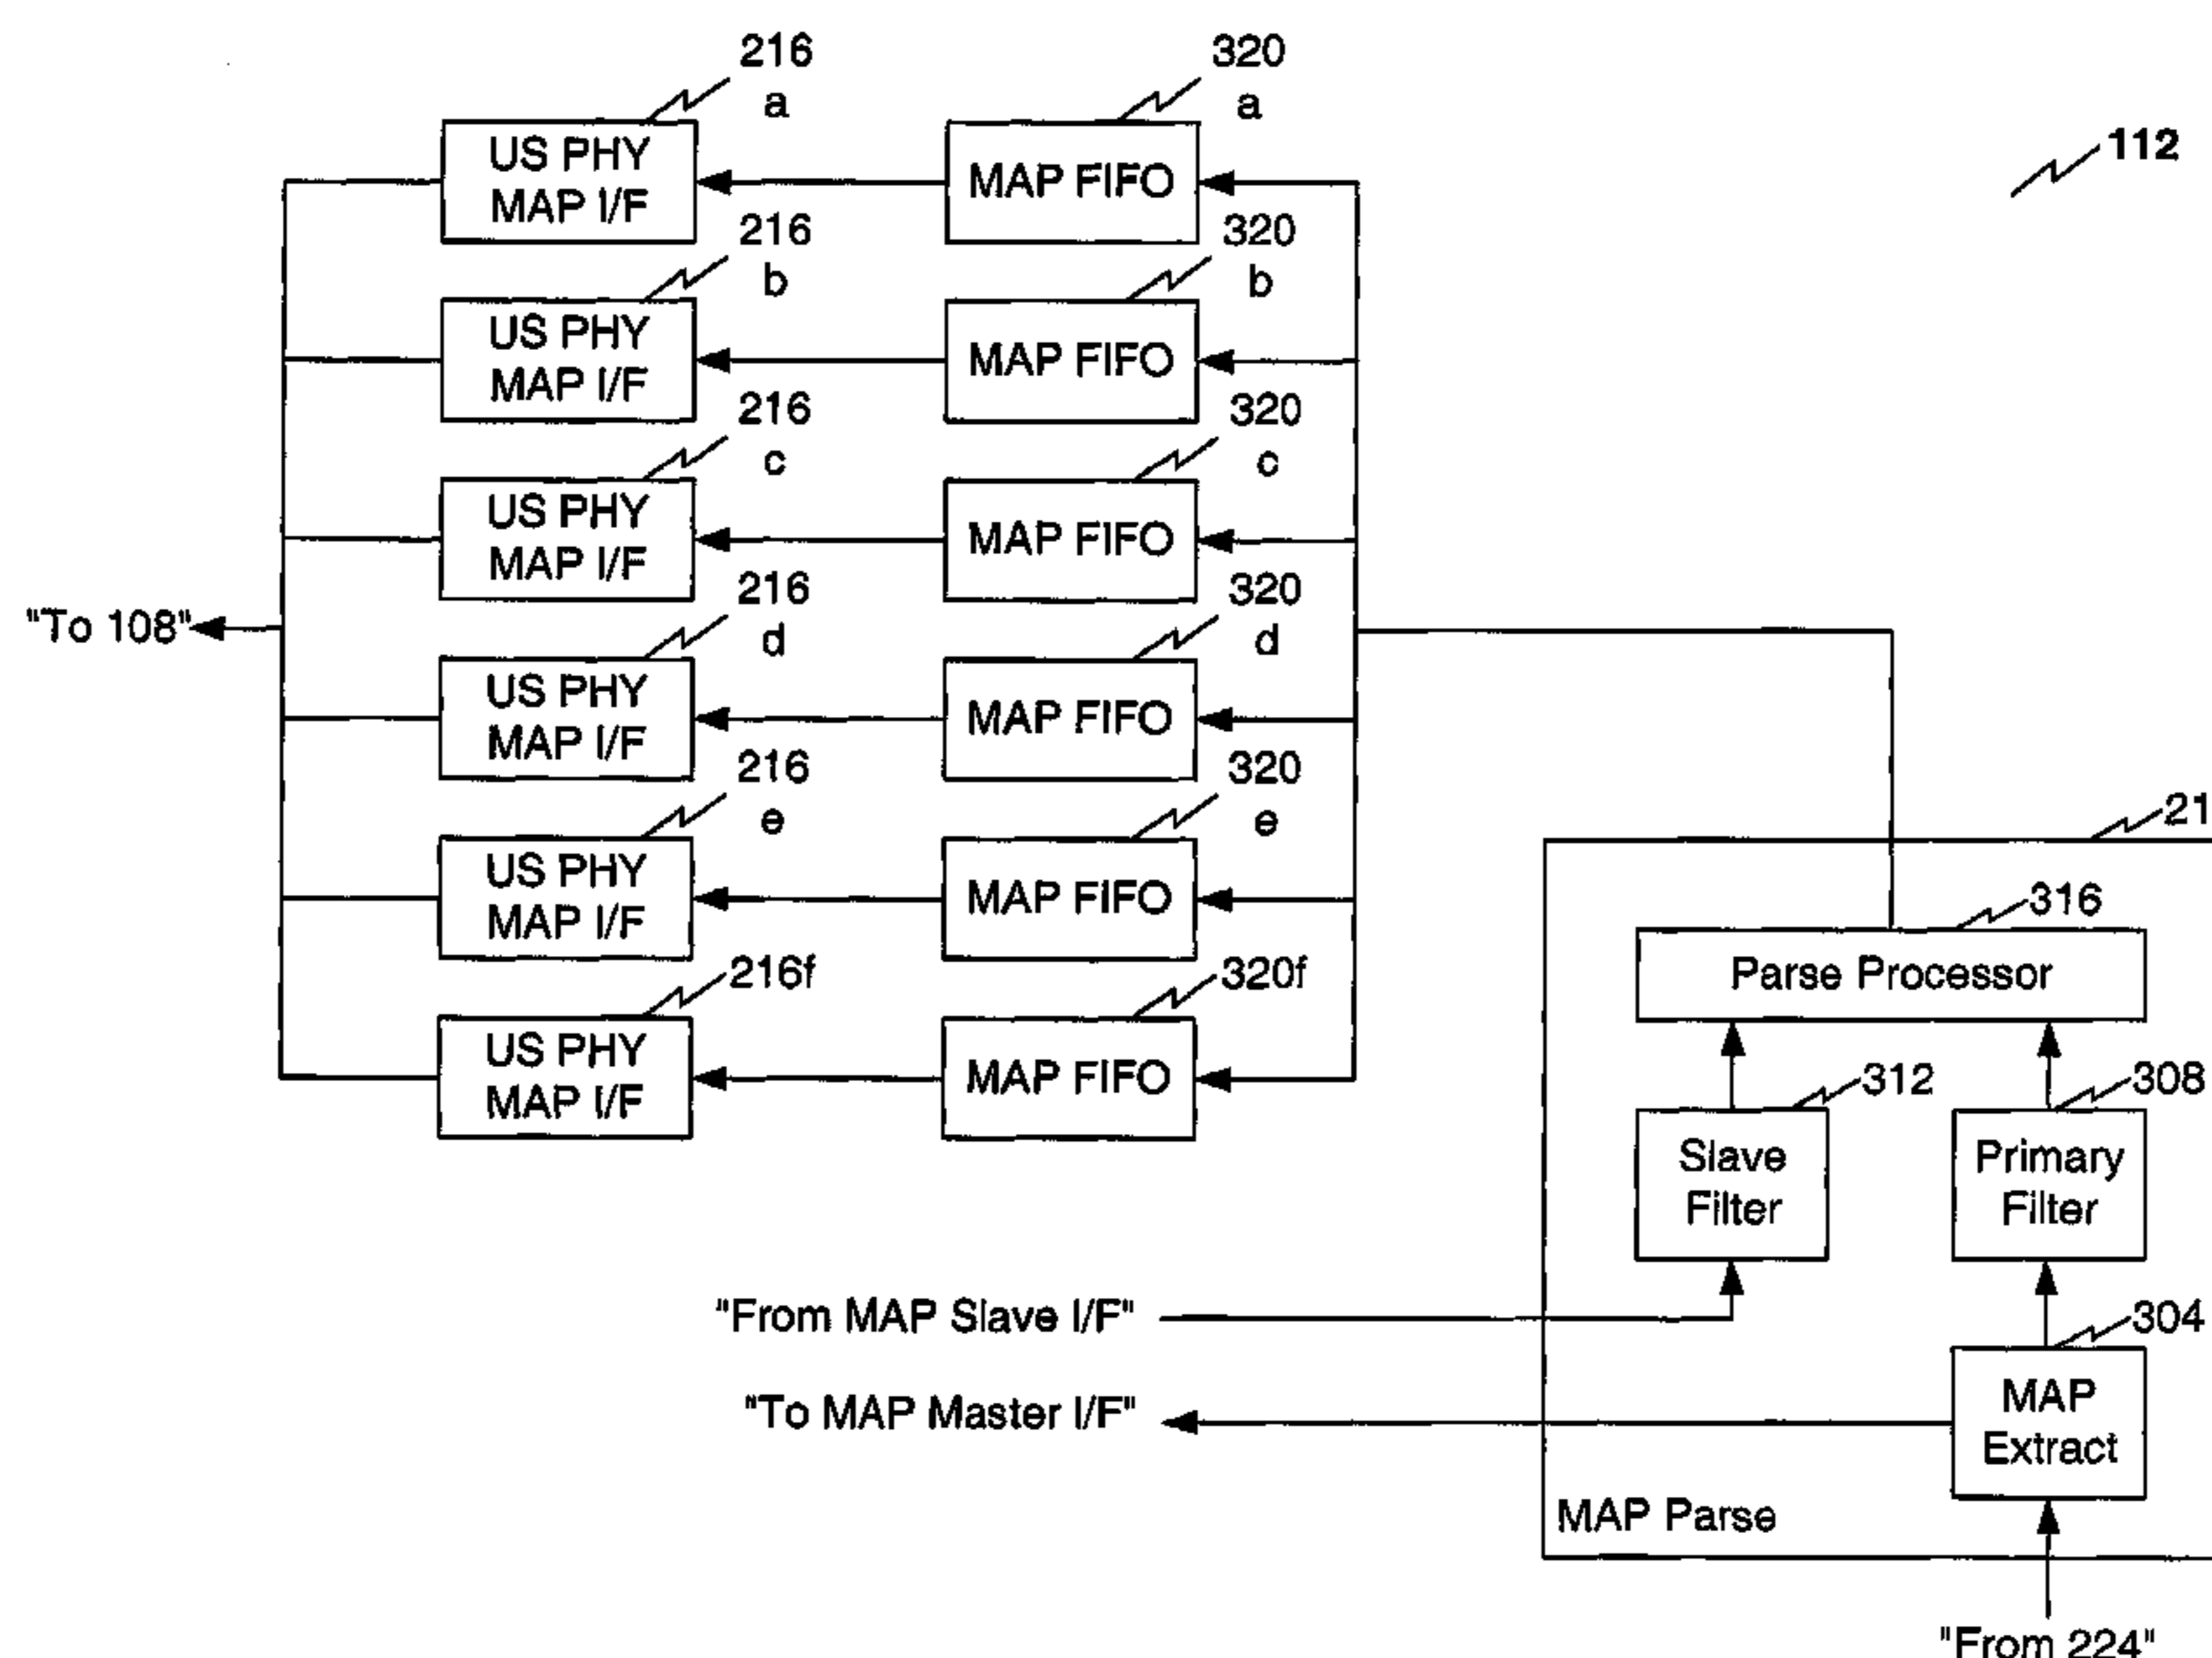 216
a
320
a
112
US PHY
MAP I/F
MAP FIFO
216
b
320
b
US PHY
MAP I/F
MAP FIFO
216
c
320
c
US PHY
MAP I/F
MAP FIFO
216
d
320
d
"To 108"
US PHY
MAP I/F
MAP FIFO
216
e
320
e
US PHY
MAP I/F
MAP FIFO
21
316
Parse Processor
216f
320f
US PHY
MAP I/F
MAP FIFO
312
308
Slave
Filter
Primary
Filter
"From MAP Slave I/F"
304
"To MAP Master I/F"
MAP
Extract
MAP Parse
"From 224"